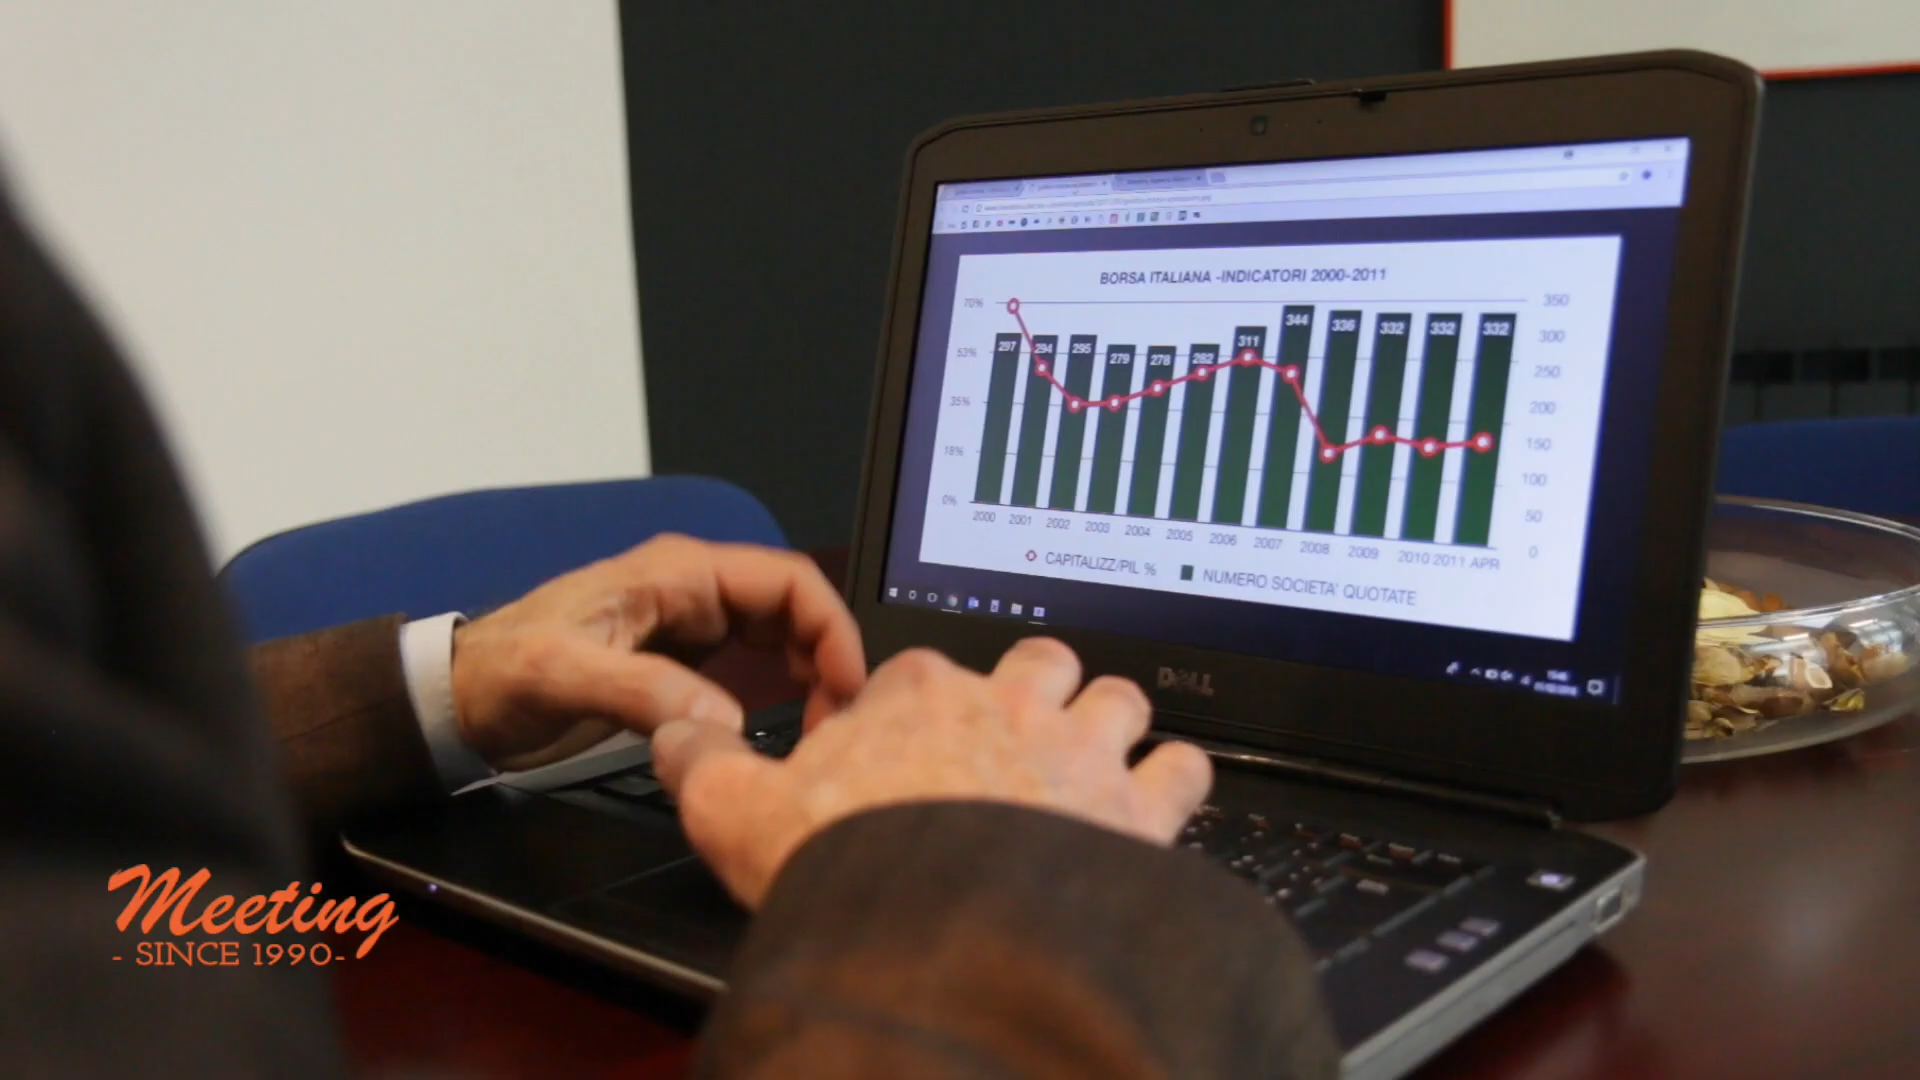 BORSA ITALIANA -INDICATORI 2000-2011
70%
53%
35%
18%
0%
350
300
250
200
150
100
50
0
297 294 295 279 278 282 311 344 336 332 332 332
2000 2001 2002 2003 2004 2005 2006 2007 2008 2009 2010 2011 APR
CAPITALIZZ/PIL % NUMERO SOCIETA' QUOTATE
DELL
Meeting
- SINCE 1990-